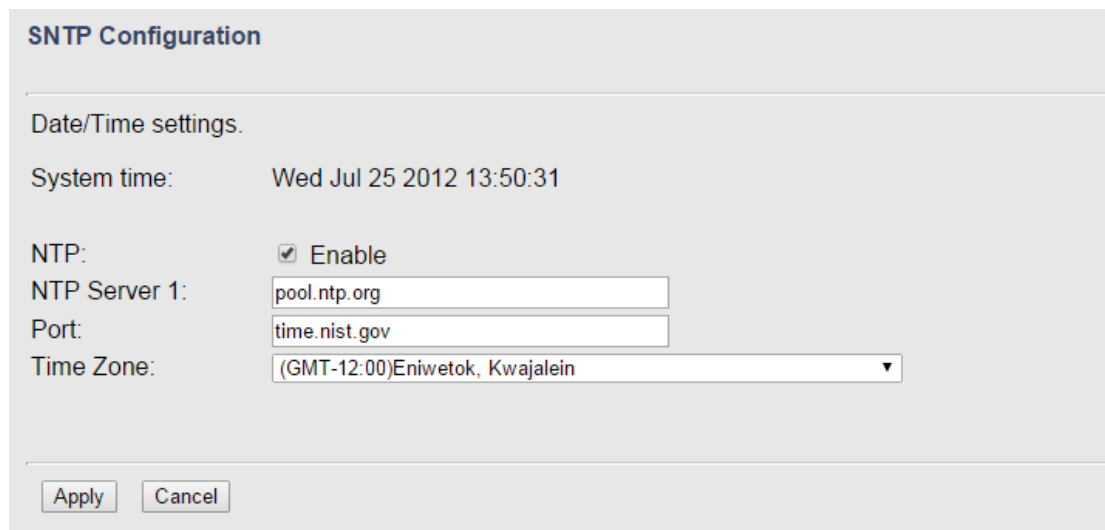 SNTP Configuration
Date/Time settings.
System time: Wed Jul 25 2012 13:50:31
NTP: Enable
NTP Server 1: pool.ntp.org
Port: time.nist.gov
Time Zone: (GMT-12:00)Eniwetok, Kwajalein
Apply Cancel